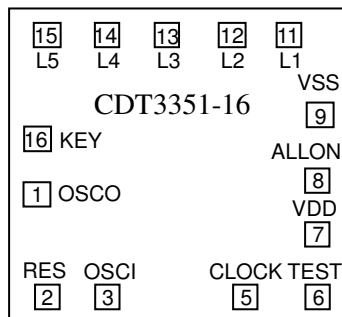 15 14 13 12 11
L5 L4 L3 L2 L1
VSS
CDT3351-16
9
16 KEY
ALLON
8
1 OSCO
VDD
7
RES OSCI CLOCK TEST
2 3 5 6